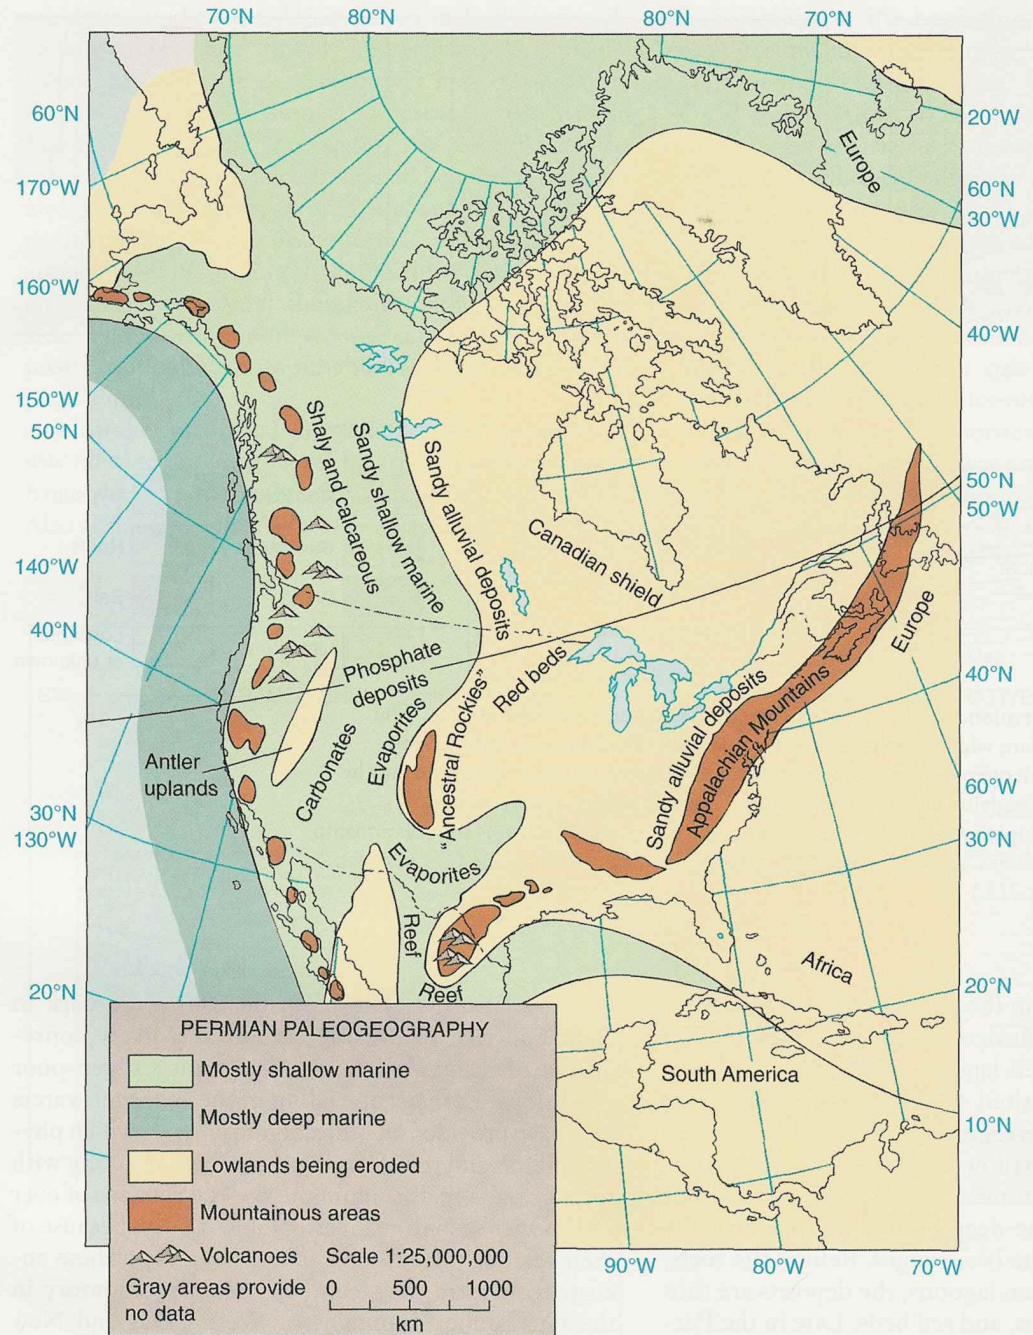 70°N
80°N
80°N
70°N
60°N
170°W
160°W
150°W
50°N
140°W
40°N
30°N
130°W
20°N
20°W
60°N
30°W
40°W
50°N
50°W
40°N
60°W
30°N
20°N
10°N
90°W
80°W
70°W
Europe
Shaly and calcareous
Sandy shallow marine
Sandy alluvial deposits
Canadian shield
Phosphate
deposits
Red beds
Europe
Antler
uplands
Carbonates
Evaporites
„Ancestral Rockies”
Sandy alluvial deposits
Appalachian Mountains
Evaporites
Reef
Reef
Africa
South America
PERMIAN PALEOGEOGRAPHY
Mostly shallow marine
Mostly deep marine
Lowlands being eroded
Mountainous areas
Volcanoes
Scale 1:25,000,000
Gray areas provide
no data
0 500 1000
km